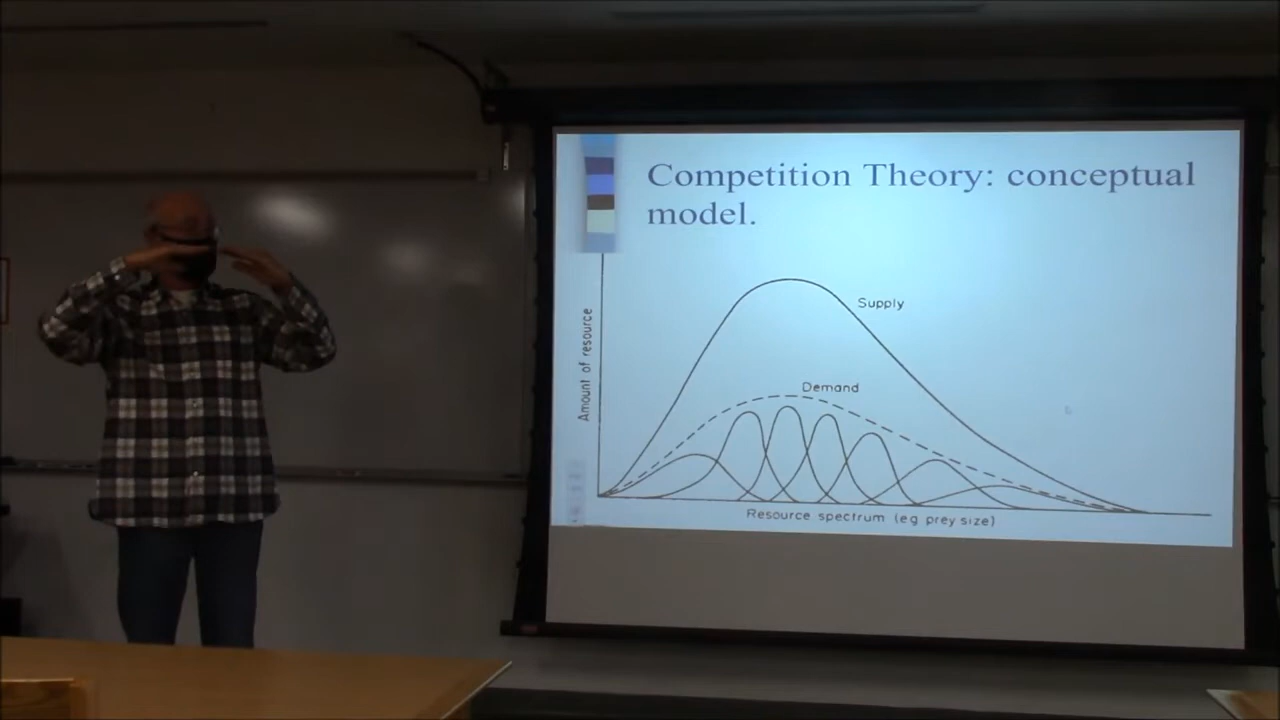 Competition Theory: conceptual
model.
Supply
Amount of resource
Demand
Resource spectrum (eg prey size)